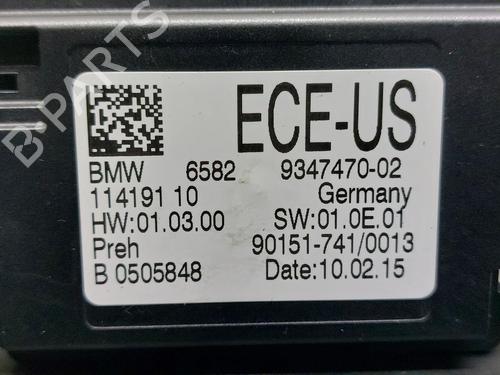 B-PARTS
ECE-US
BMW 6582 9347470-02
114191 10 Germany
HW:01.03.00 SW:01.0E.01
Preh 90151-741/0013
B 0505848 Date:10.02.15